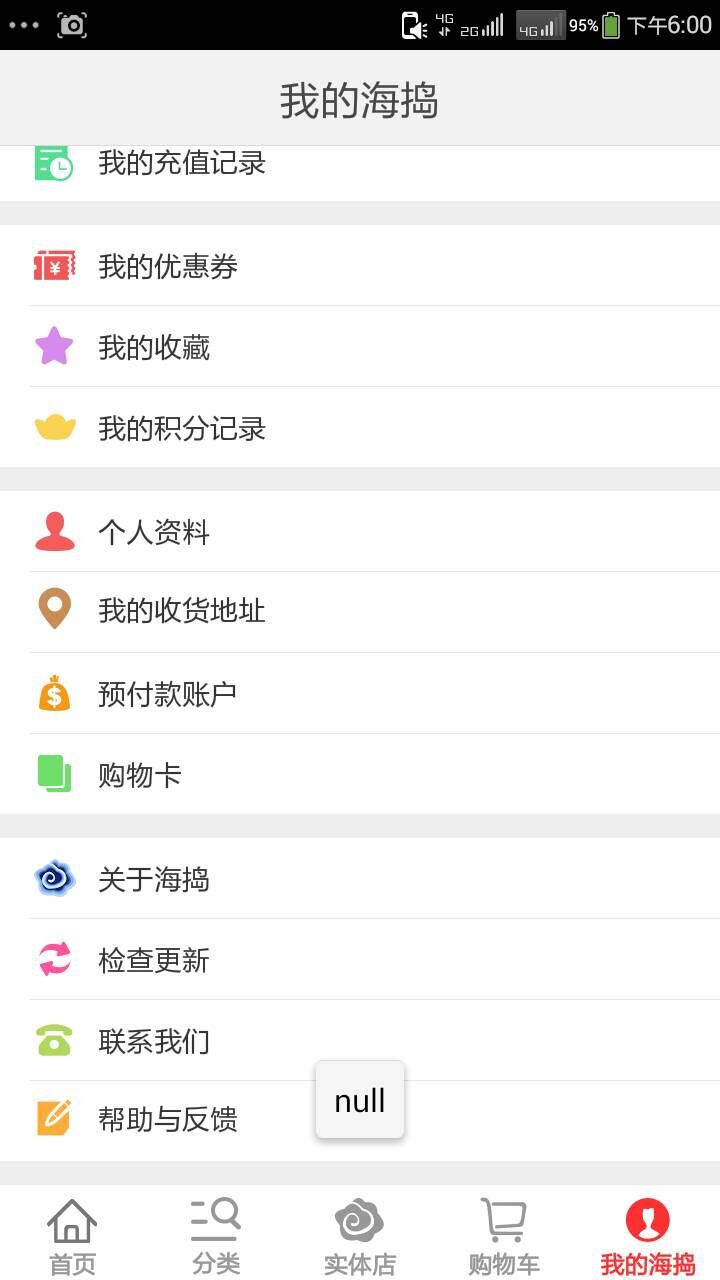 4G 2G 4G 95% 下午6:00
我的海捣
我的充值记录
我的优惠券
我的收藏
我的积分记录
个人资料
我的收货地址
预付款账户
购物卡
关于海捣
检查更新
联系我们
null
帮助与反馈
首页 分类 实体店 购物车 我的海捣